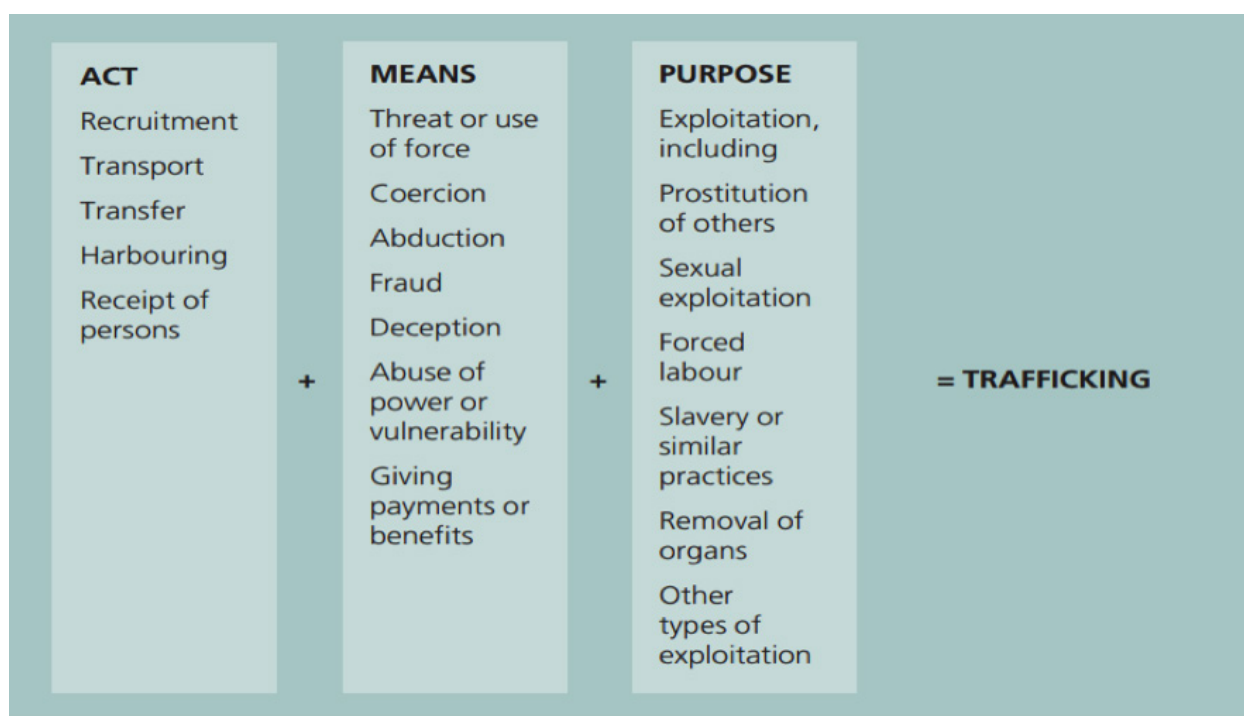 ACT
Recruitment
Transport
Transfer
Harbouring
Receipt of
persons
+
MEANS
Threat or use
of force
Coercion
Abduction
Fraud
Deception
Abuse of
power or
vulnerability
Giving
payments or
benefits
+
PURPOSE
Exploitation,
including
Prostitution
of others
Sexual
exploitation
Forced
labour
Slavery or
similar
practices
Removal of
organs
Other
types of
exploitation
= TRAFFICKING